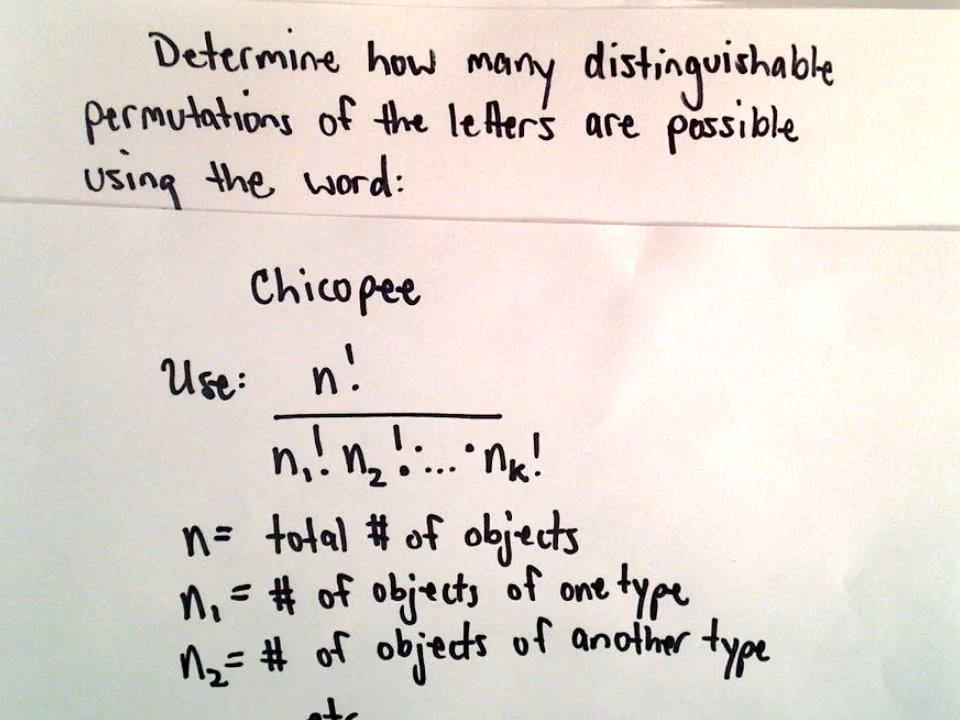 Determine how many distinguishable
permutations of the letters are possible
using the word:
Chicopee
Use: n!
n₁! n₂! · ... · nₖ!
n = total # of objects
n₁ = # of objects of one type
n₂ = # of objects of another type
etc